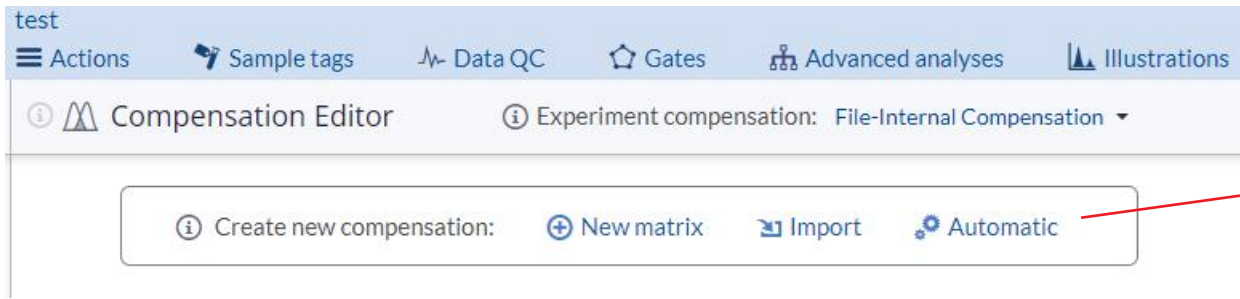 test
Actions Sample tags Data QC Gates Advanced analyses Illustrations
Compensation Editor Experiment compensation: File-Internal Compensation
Create new compensation: New matrix Import Automatic